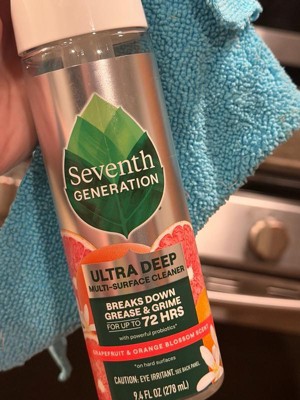 Seventh
GENERATION
ULTRA DEEP
MULTI-SURFACE CLEANER
BREAKS DOWN
GREASE & GRIME
FOR UP TO 72 HRS
with powerful probiotics*
GRAPEFRUIT & ORANGE BLOSSOM SCENT
*on hard surfaces
CAUTION: EYE IRRITANT. SEE BACK PANEL.
9.4 FL OZ (278 mL)